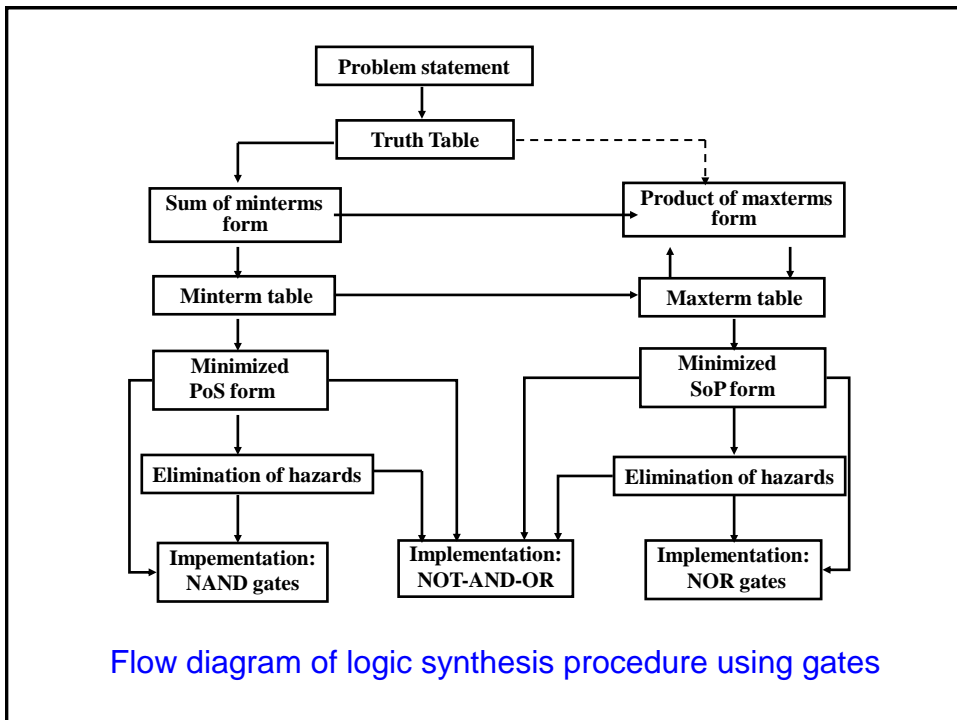 Problem statement
Truth Table
Sum of minterms
form
Product of maxterms
form
Minterm table
Maxterm table
Minimized
PoS form
Minimized
SoP form
Elimination of hazards
Elimination of hazards
Impementation:
NAND gates
Implementation:
NOT-AND-OR
Implementation:
NOR gates
Flow diagram of logic synthesis procedure using gates